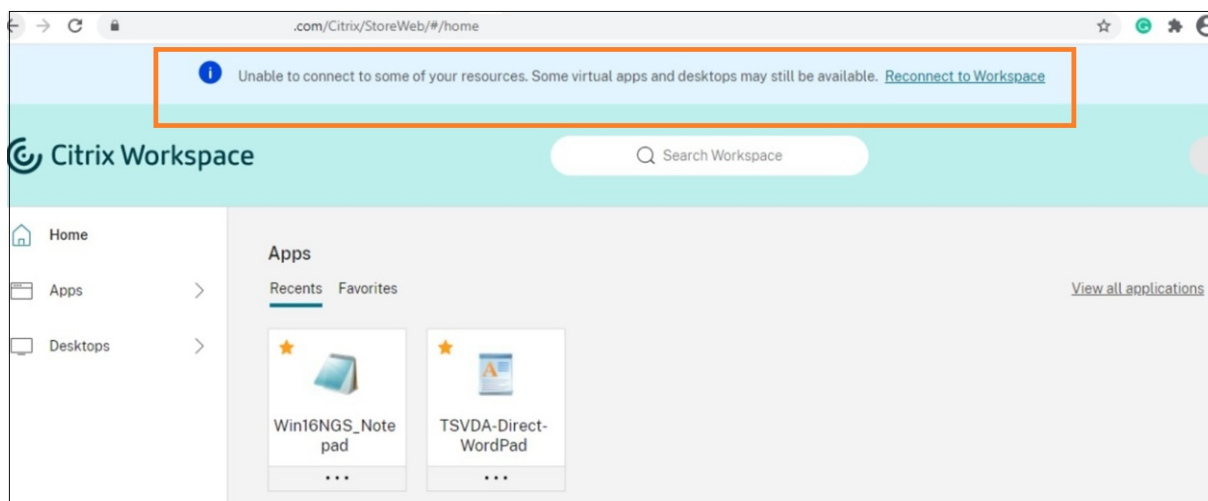 .com/Citrix/StoreWeb/#/home
Unable to connect to some of your resources. Some virtual apps and desktops may still be available. Reconnect to Workspace
Citrix Workspace
Search Workspace
Home
Apps
Desktops
Apps
Recents Favorites
View all applications
Win16NGS_Note
pad
TSVDA-Direct-
WordPad